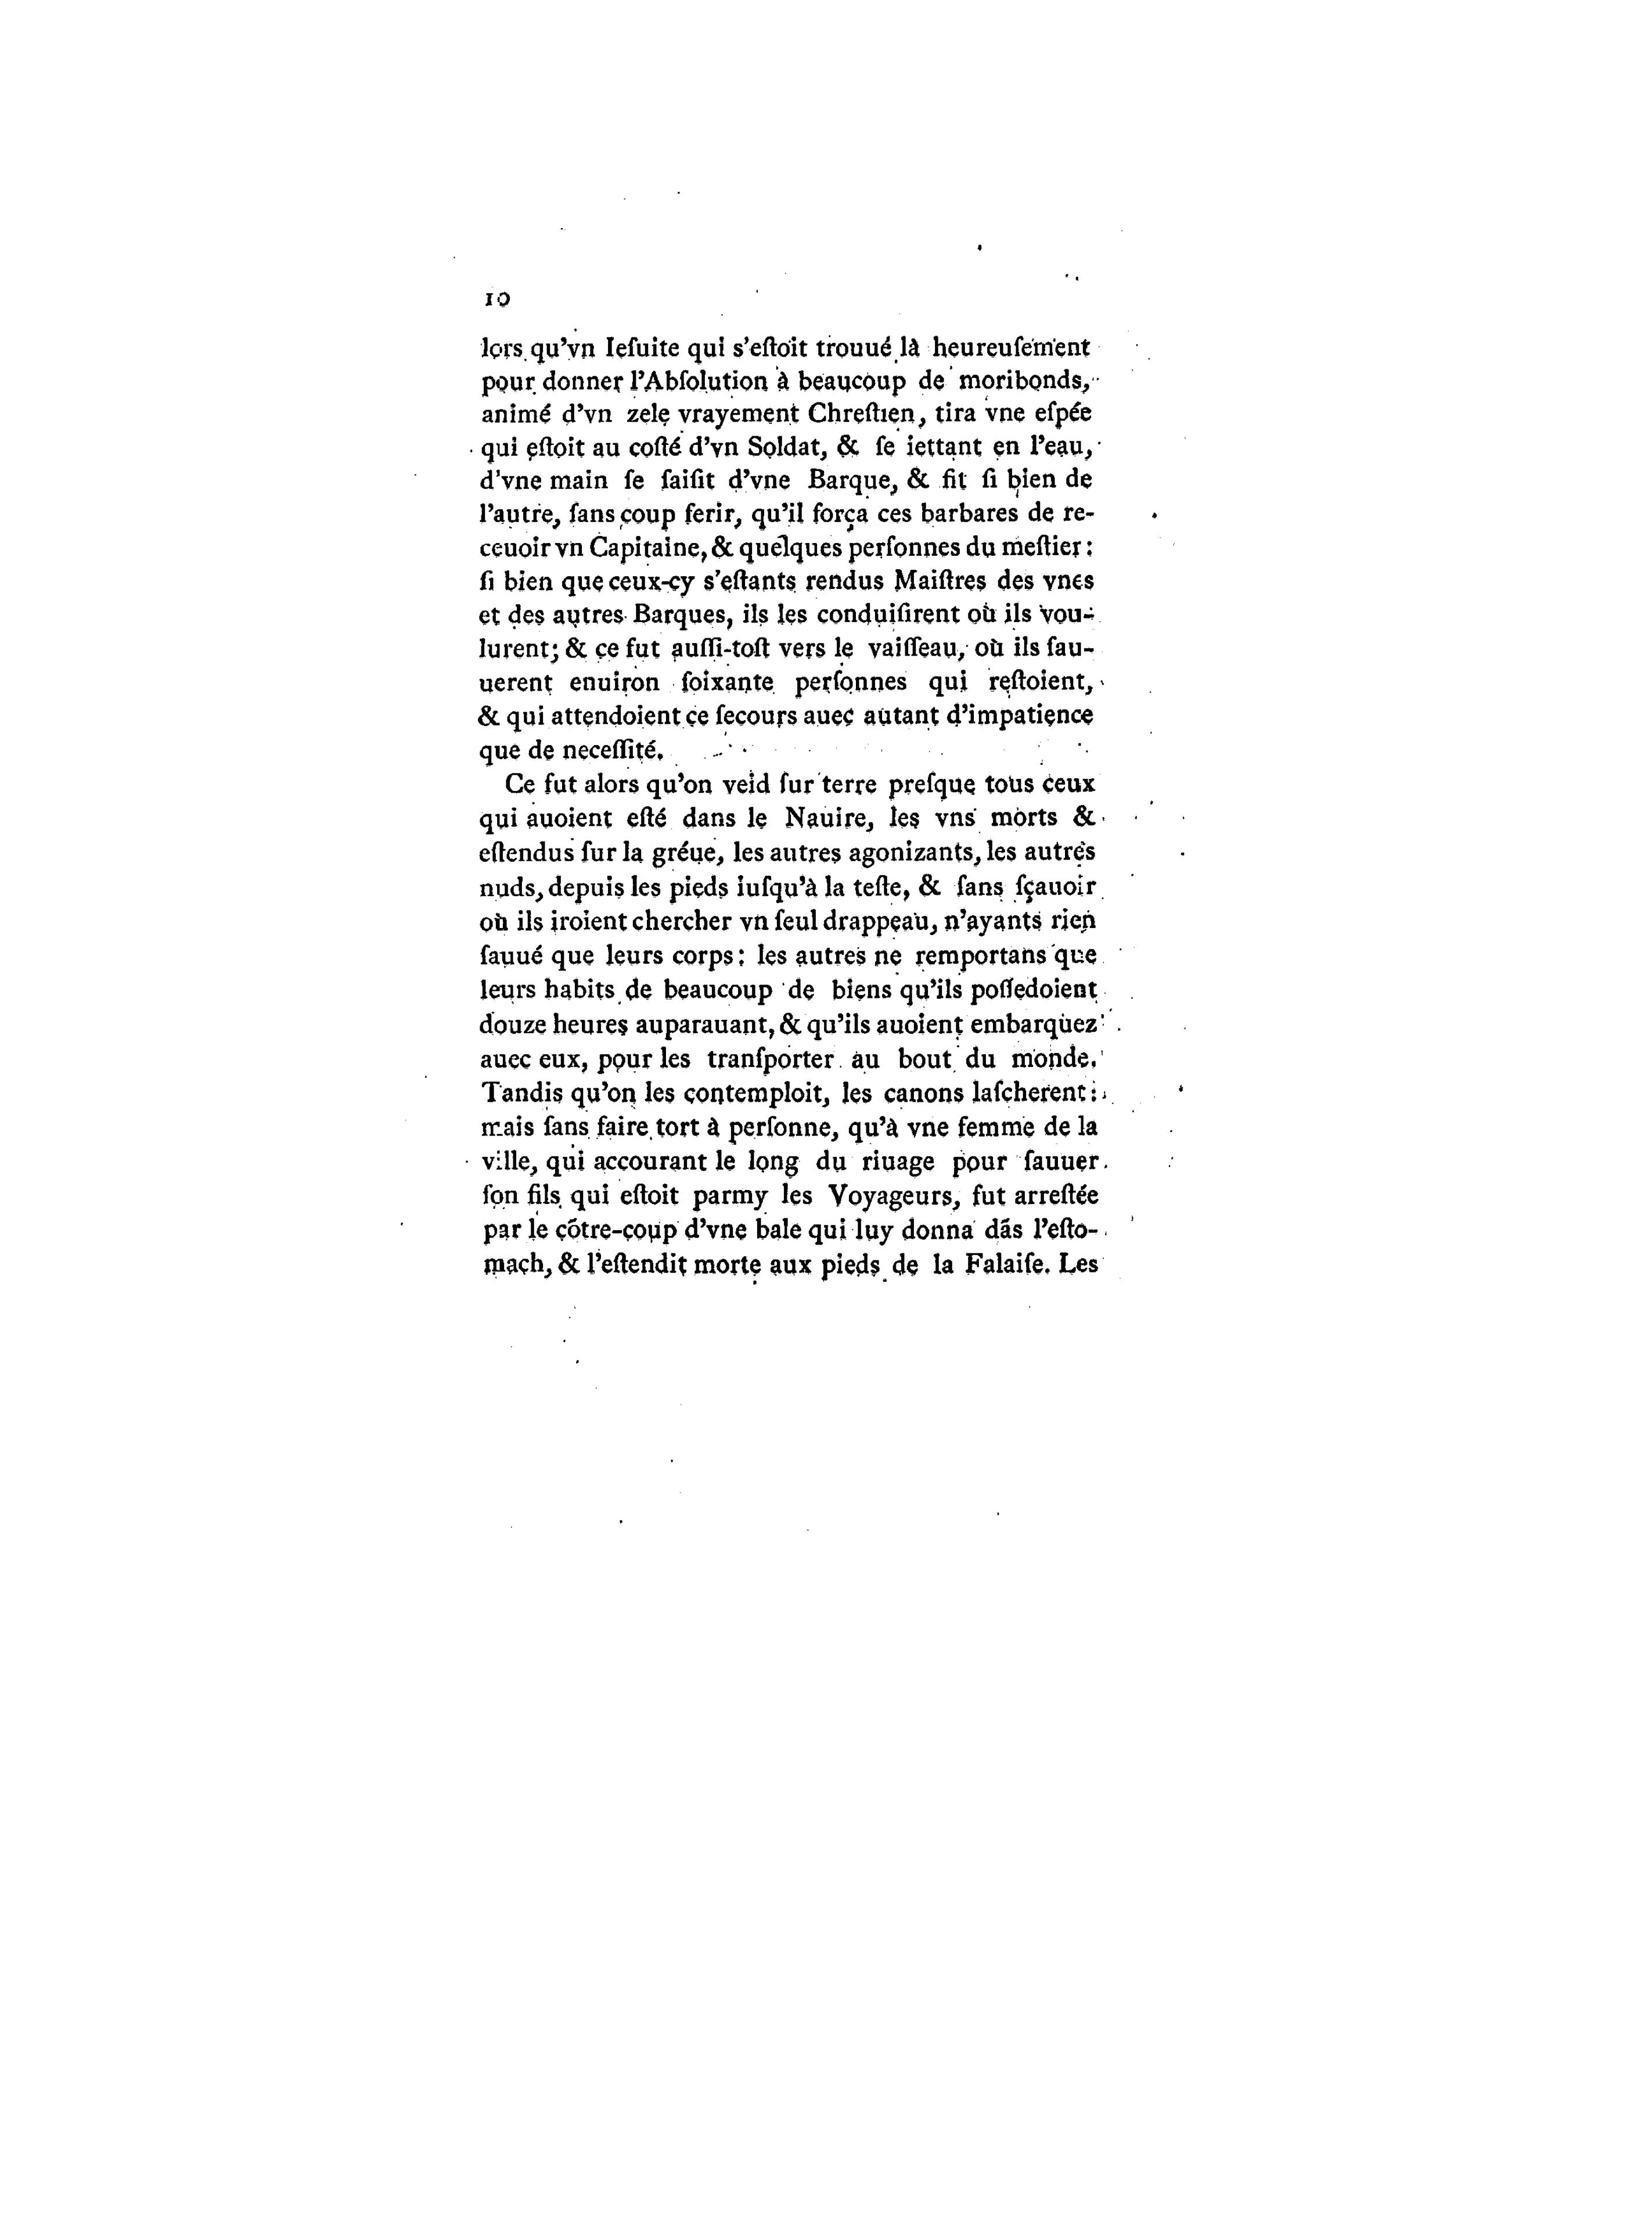 10
lors qu'vn Ieſuite qui s'eſtoit trouué là heureuſement
pour donner l'Abſolution à beaucoup de moribonds,
animé d'vn zele vrayement Chreſtien, tira vne eſpée
qui eſtoit au coſté d'vn Soldat, & ſe iettant en l'eau,
d'vne main ſe ſaiſit d'vne Barque, & fit ſi bien de
l'autre, ſans coup ferir, qu'il força ces barbares de re-
ceuoir vn Capitaine, & quelques perſonnes du meſtier:
ſi bien que ceux-cy s'eſtants rendus Maiſtres des vnes
et des autres Barques, ils les conduiſirent où ils vou-
lurent; & ce fut auſſi-toſt vers le vaiſſeau, où ils ſau-
uerent enuiron ſoixante perſonnes qui reſtoient,
& qui attendoient ce ſecours auec autant d'impatience
que de neceſſité.
Ce fut alors qu'on veid ſur terre preſque tous ceux
qui auoient eſté dans le Nauire, les vns morts &
eſtendus ſur la gréue, les autres agonizants, les autres
nuds, depuis les pieds iuſqu'à la teſte, & ſans ſçauoir
où ils iroient chercher vn ſeul drappeau, n'ayants rien
ſauué que leurs corps: les autres ne remportans que
leurs habits de beaucoup de biens qu'ils poſſedoient
douze heures auparauant, & qu'ils auoient embarquez
auec eux, pour les tranſporter au bout du monde.
Tandis qu'on les contemploit, les canons laſcherent:
mais ſans faire tort à perſonne, qu'à vne femme de la
ville, qui accourant le long du riuage pour ſauuer
ſon fils qui eſtoit parmy les Voyageurs, fut arreſtée
par le cõtre-coup d'vne bale qui luy donna dãs l'eſto-
mach, & l'eſtendit morte aux pieds de la Falaiſe. Les